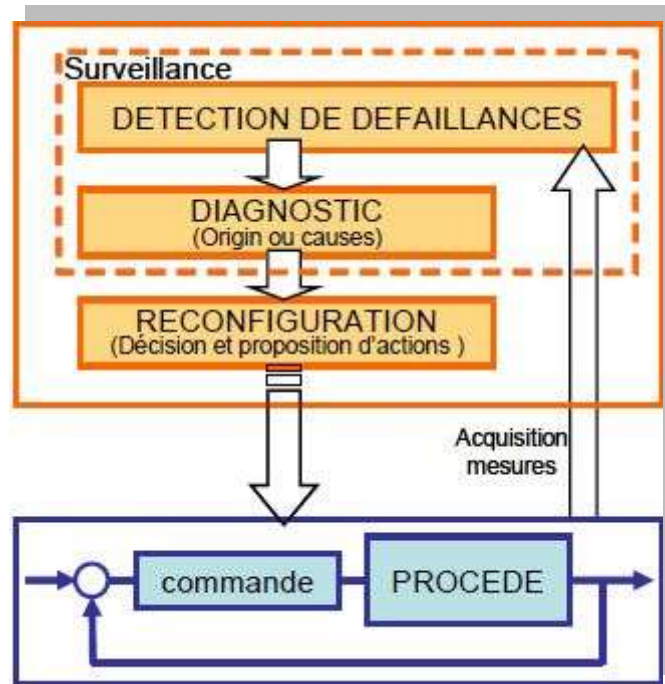 Surveillance
DETECTION DE DEFAILLANCES
DIAGNOSTIC
(Origin ou causes)
RECONFIGURATION
(Décision et proposition d'actions )
Acquisition
mesures
commande
PROCEDE